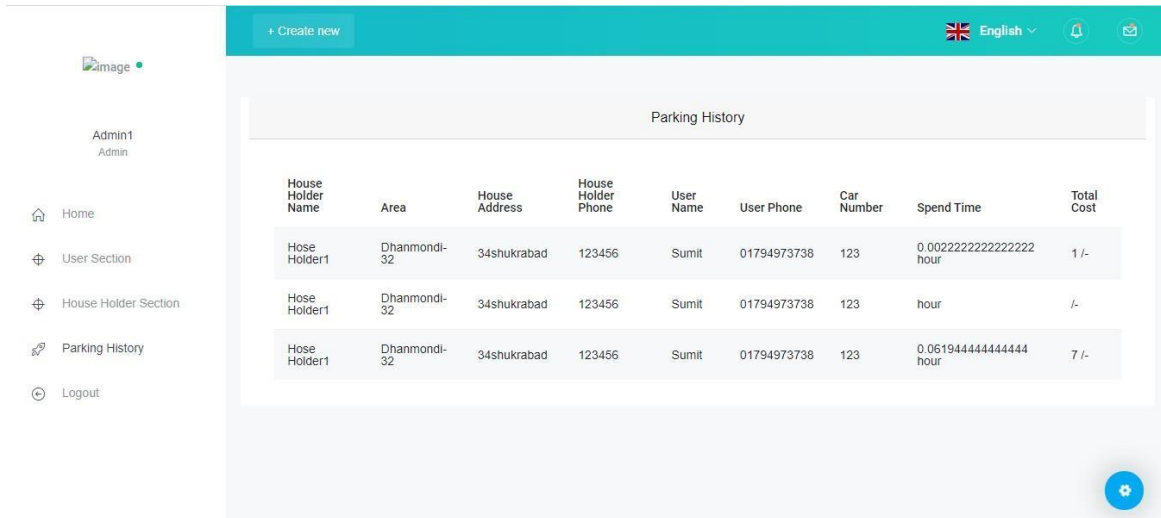 + Create new
English
image
Admin1
Admin
Home
User Section
House Holder Section
Parking History
Logout
Parking History
House Holder Name Area House Address House Holder Phone User Name User Phone Car Number Spend Time Total Cost
Hose Holder1 Dhanmondi-32 34shukrabad 123456 Sumit 01794973738 123 0.0022222222222222 hour 1 /-
Hose Holder1 Dhanmondi-32 34shukrabad 123456 Sumit 01794973738 123 hour /-
Hose Holder1 Dhanmondi-32 34shukrabad 123456 Sumit 01794973738 123 0.061944444444444 hour 7 /-